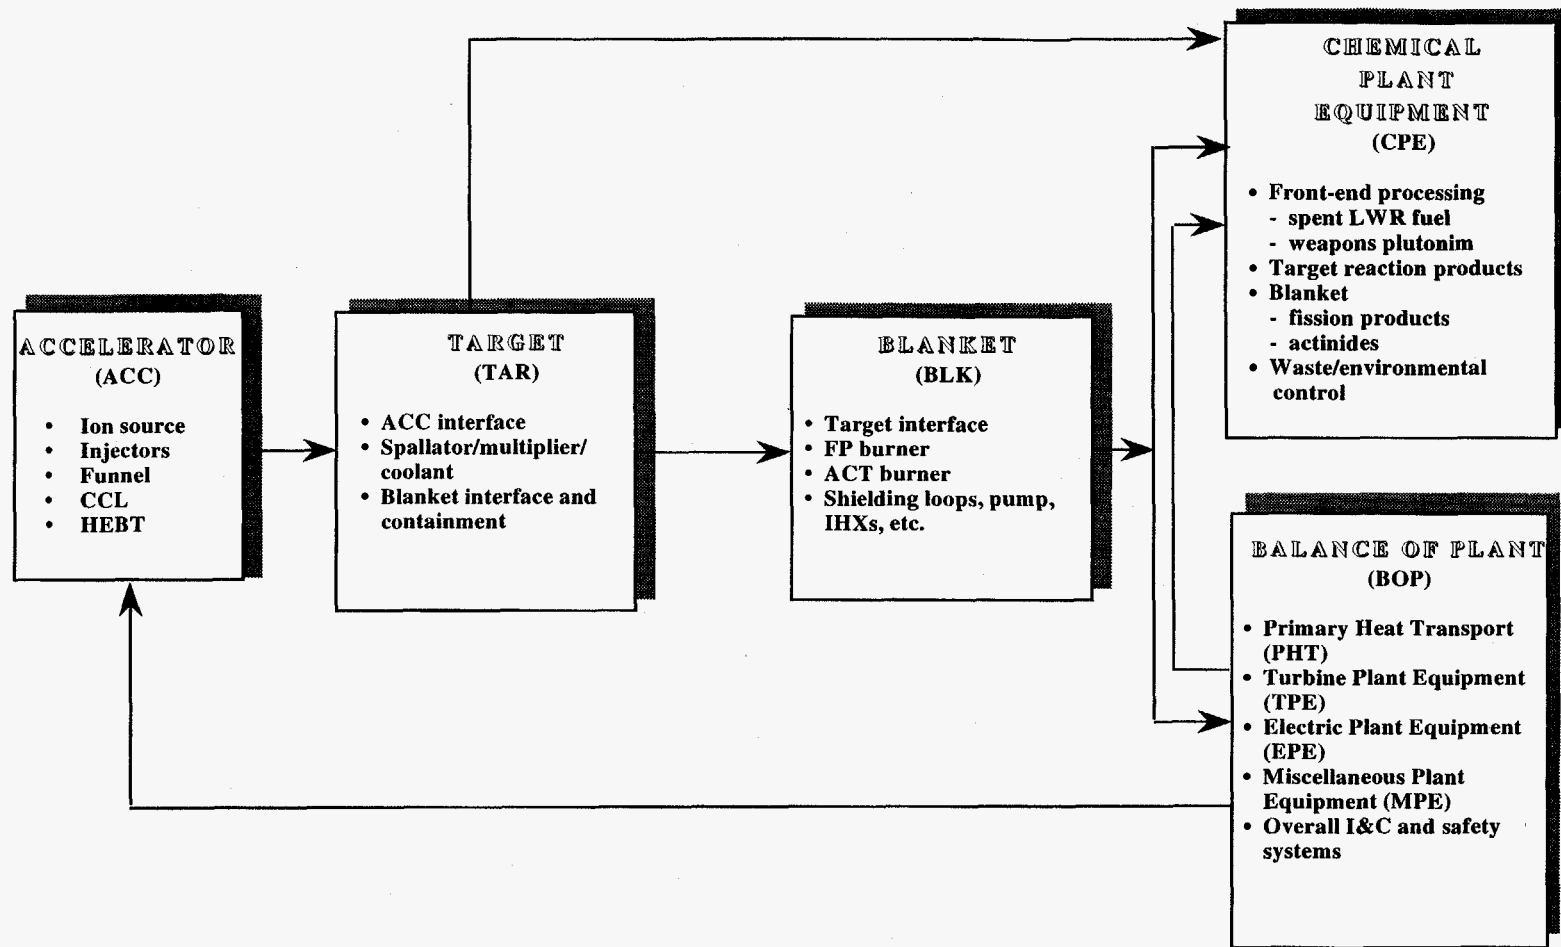 ACCELERATOR
(ACC)
• Ion source
• Injectors
• Funnel
• CCL
• HEBT
TARGET
(TAR)
• ACC interface
• Spallator/multiplier/
coolant
• Blanket interface and
containment
BLANKET
(BLK)
• Target interface
• FP burner
• ACT burner
• Shielding loops, pump,
IHXs, etc.
CHEMICAL
PLANT
EQUIPMENT
(CPE)
• Front-end processing
- spent LWR fuel
- weapons plutonim
• Target reaction products
• Blanket
- fission products
- actinides
• Waste/environmental
control
BALANCE OF PLANT
(BOP)
• Primary Heat Transport
(PHT)
• Turbine Plant Equipment
(TPE)
• Electric Plant Equipment
(EPE)
• Miscellaneous Plant
Equipment (MPE)
• Overall I&C and safety
systems